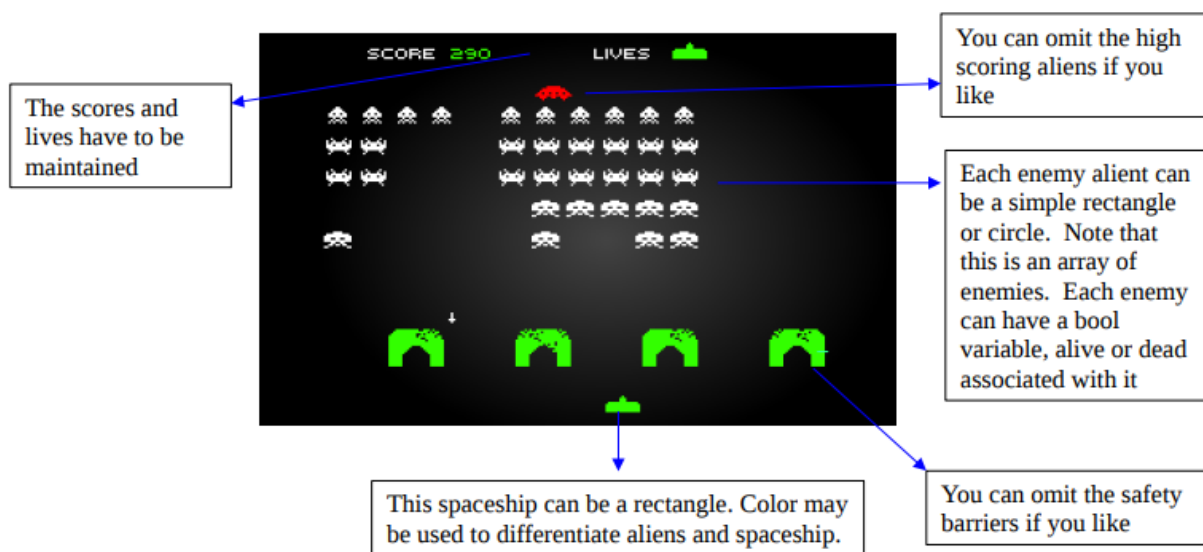 SCORE 290
LIVES
You can omit the high
scoring aliens if you
like
The scores and
lives have to be
maintained
Each enemy alient can
be a simple rectangle
or circle.  Note that
this is an array of
enemies.  Each enemy
can have a bool
variable, alive or dead
associated with it
This spaceship can be a rectangle. Color may
be used to differentiate aliens and spaceship.
You can omit the safety
barriers if you like